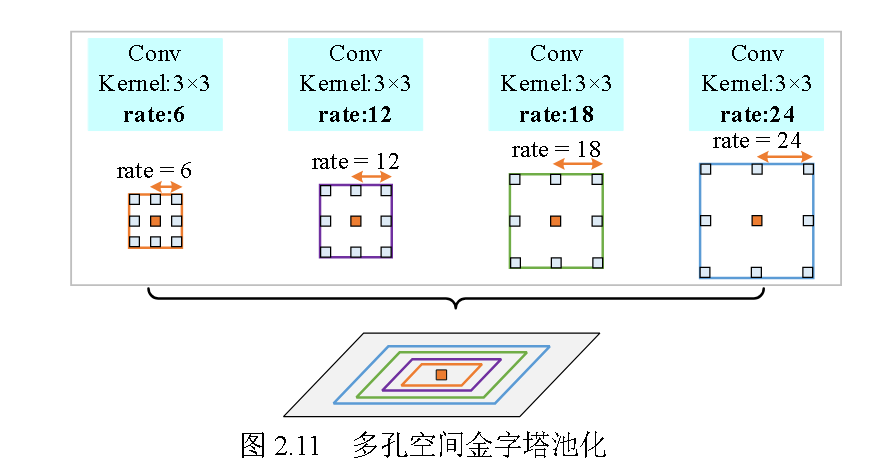 Conv
Kernel:3×3
rate:6
Conv
Kernel:3×3
rate:12
Conv
Kernel:3×3
rate:18
Conv
Kernel:3×3
rate:24
rate = 6
rate = 12
rate = 18
rate = 24
图 2.11 多孔空间金字塔池化